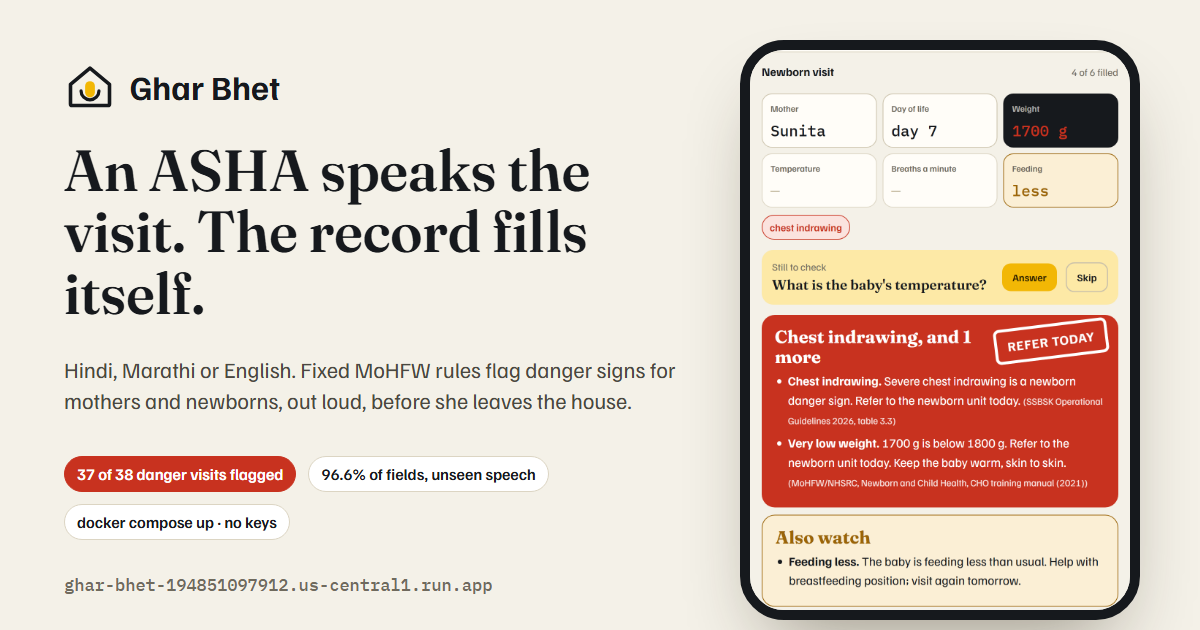 Ghar Bhet
An ASHA speaks the
visit. The record fills
itself.
Hindi, Marathi or English. Fixed MoHFW rules flag danger signs for
mothers and newborns, out loud, before she leaves the house.
37 of 38 danger visits flagged
96.6% of fields, unseen speech
docker compose up · no keys
ghar-bhet-194851097912.us-central1.run.app
Newborn visit
4 of 6 filled
Mother
Sunita
Day of life
day 7
Weight
1700 g
Temperature
—
Breaths a minute
—
Feeding
less
chest indrawing
Still to check
What is the baby's temperature?
Answer
Skip
Chest indrawing, and 1
more
REFER TODAY
• Chest indrawing. Severe chest indrawing is a newborn
danger sign. Refer to the newborn unit today. (SSBSK Operational
Guidelines 2026, table 3.3)
• Very low weight. 1700 g is below 1800 g. Refer to the
newborn unit today. Keep the baby warm, skin to skin.
(MoHFW/NHSRC, Newborn and Child Health, CHO training manual (2021))
Also watch
• Feeding less. The baby is feeding less than usual. Help with
breastfeeding position; visit again tomorrow.